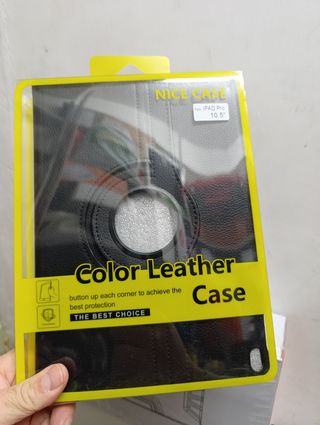 NICE CASE
for IPAD Pro
10.5"
Color Leather
Case
button up each corner to achieve the
best protection
THE BEST CHOICE